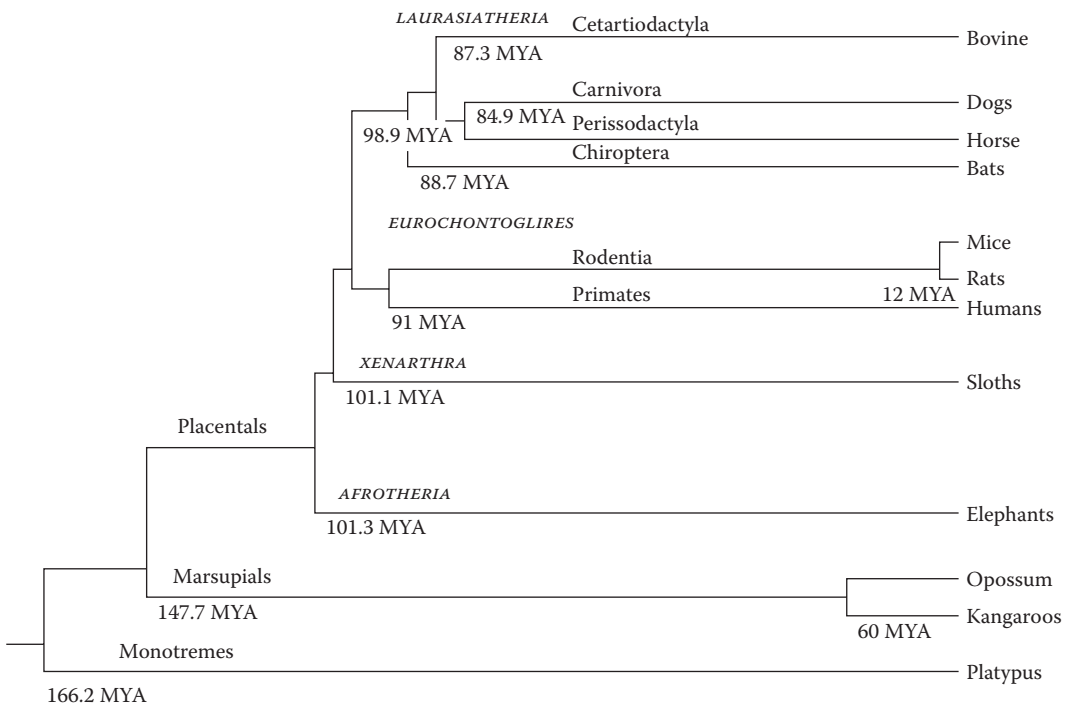 LAURASIATHERIA
Cetartiodactyla
Bovine
87.3 MYA
Carnivora
Dogs
84.9 MYA
Perissodactyla
98.9 MYA
Horse
Chiroptera
Bats
88.7 MYA
EUROCHONTOGLIRES
Mice
Rodentia
Rats
Primates
12 MYA
Humans
91 MYA
XENARTHRA
Sloths
101.1 MYA
Placentals
AFROTHERIA
Elephants
101.3 MYA
Marsupials
Opossum
147.7 MYA
Kangaroos
60 MYA
Monotremes
Platypus
166.2 MYA